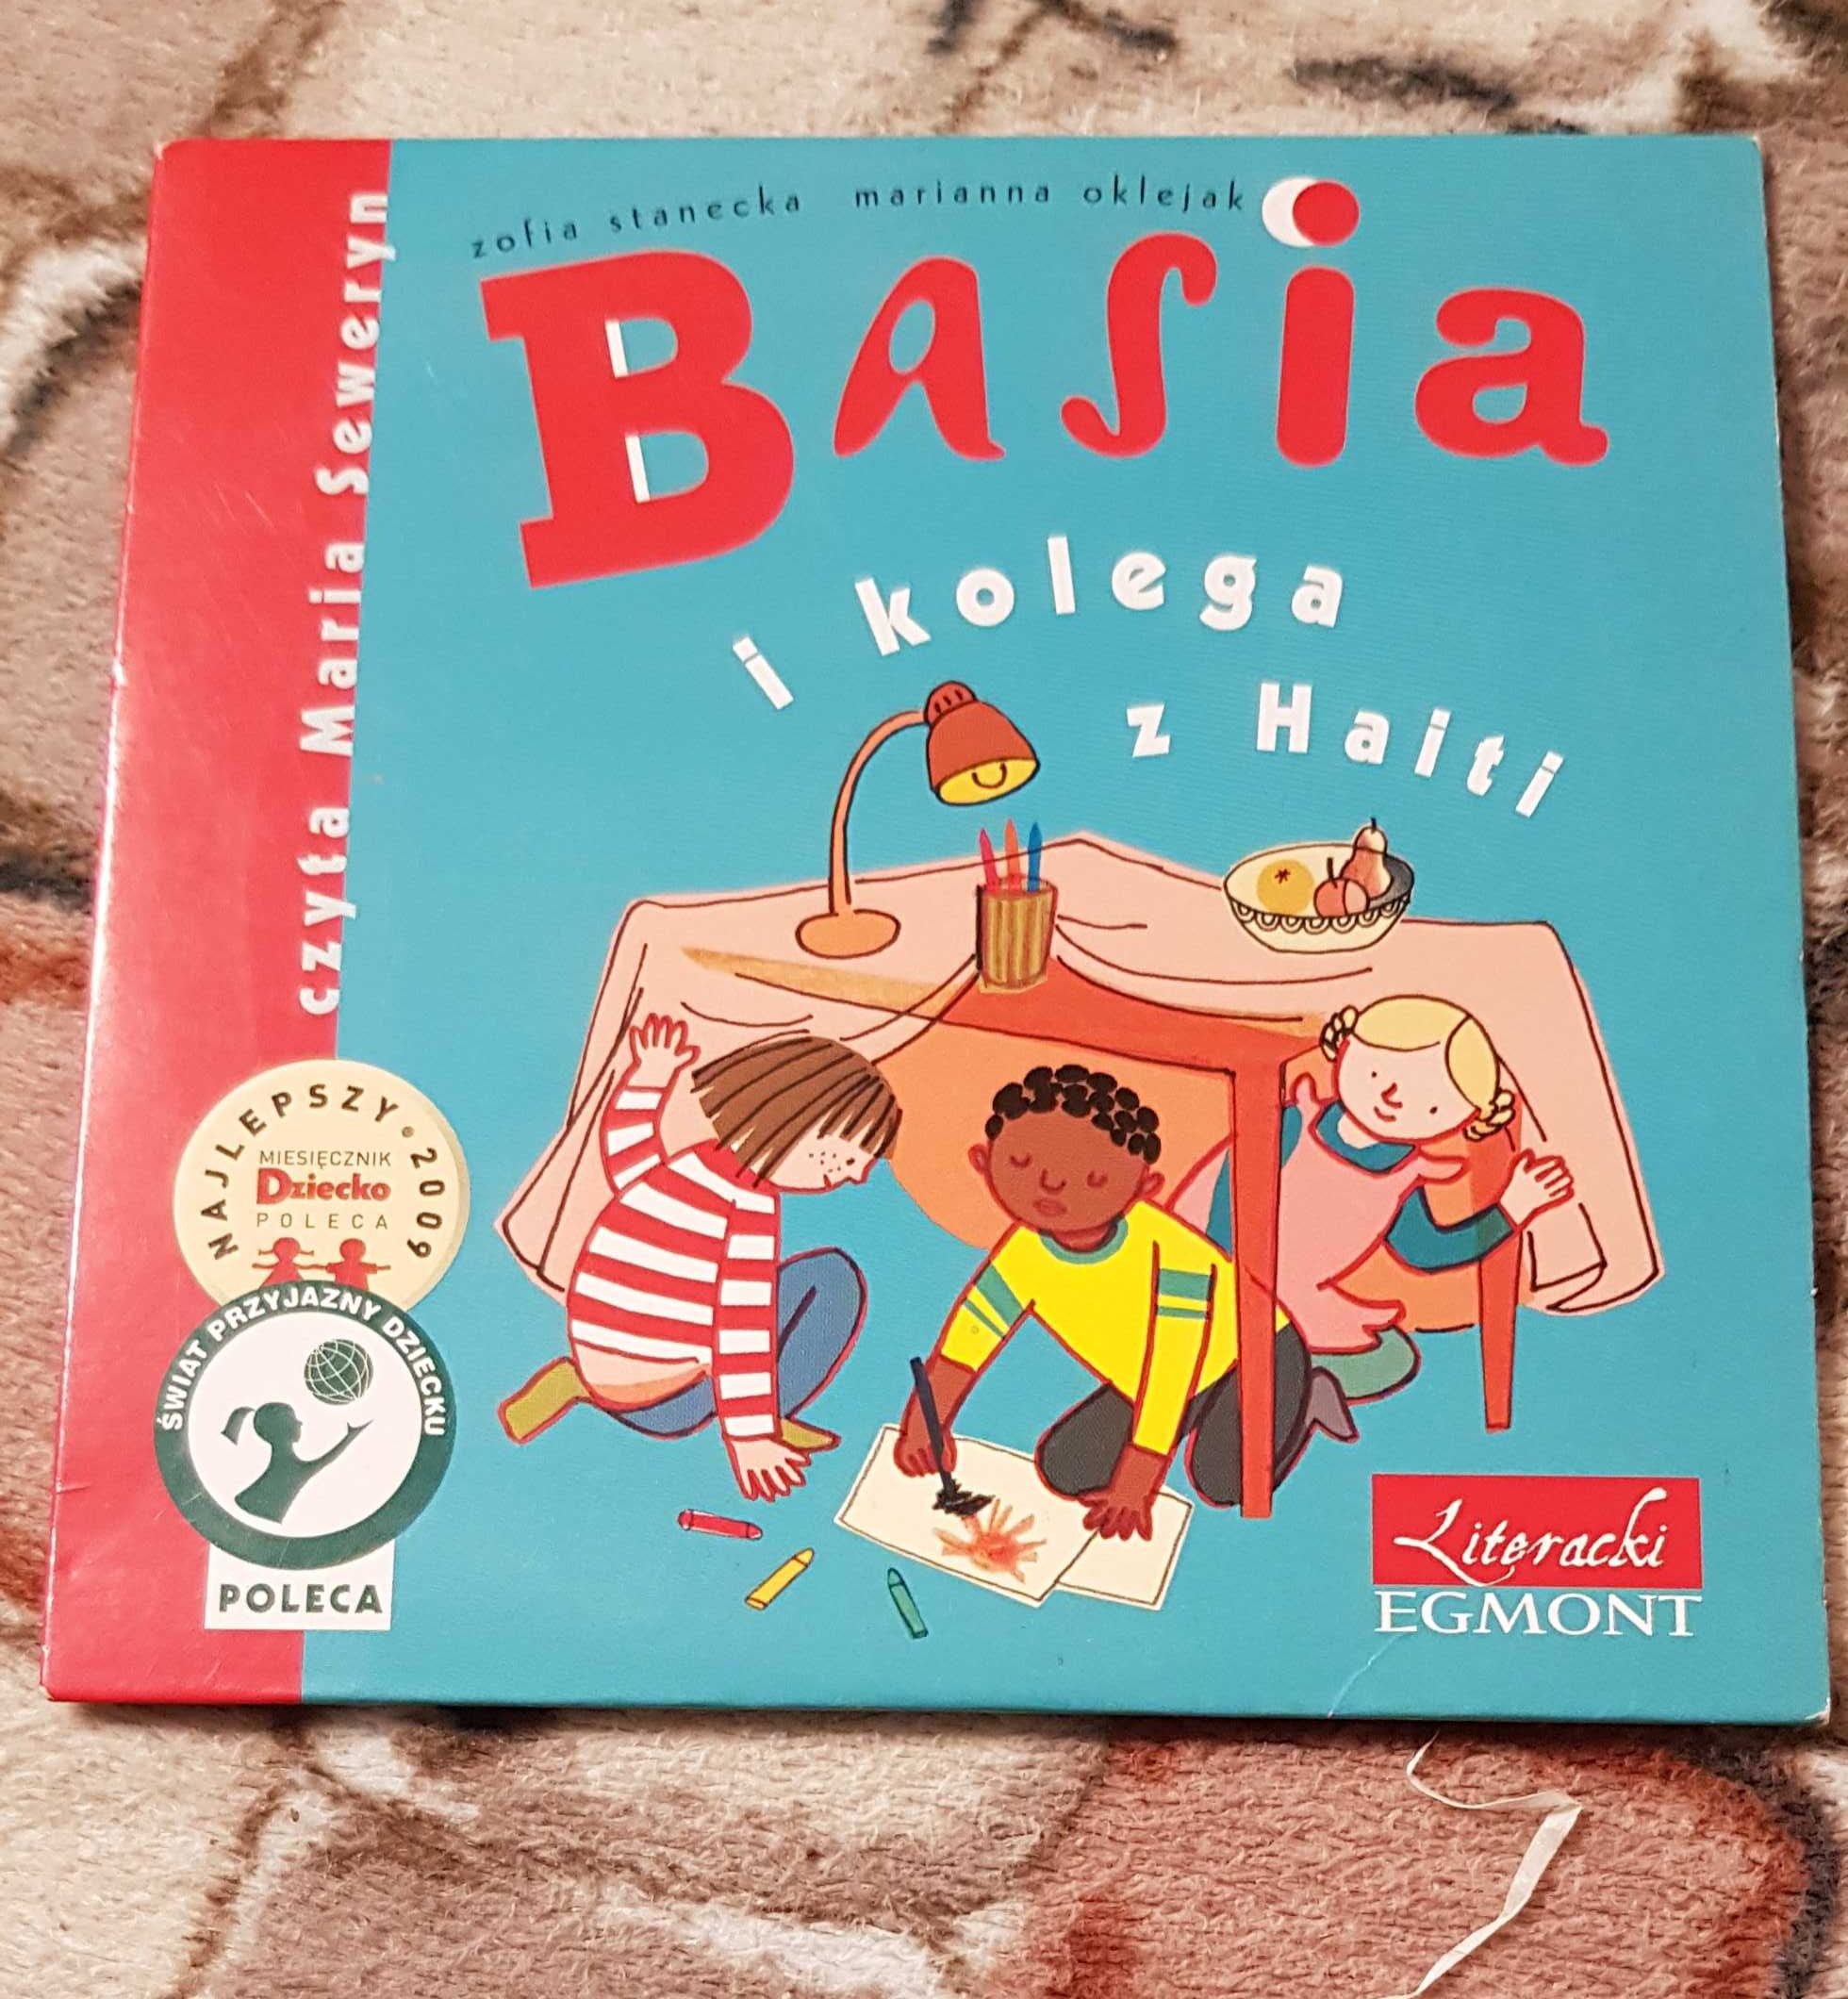 zofia stanecka marianna oklejak
Basia
i kolega
z Haiti
czyta Maria Seweryn
NAJLEPSZY • 2009
MIESIĘCZNIK
Dziecko
POLECA
ŚWIAT PRZYJAZNY DZIECKU
POLECA
Literacki
EGMONT